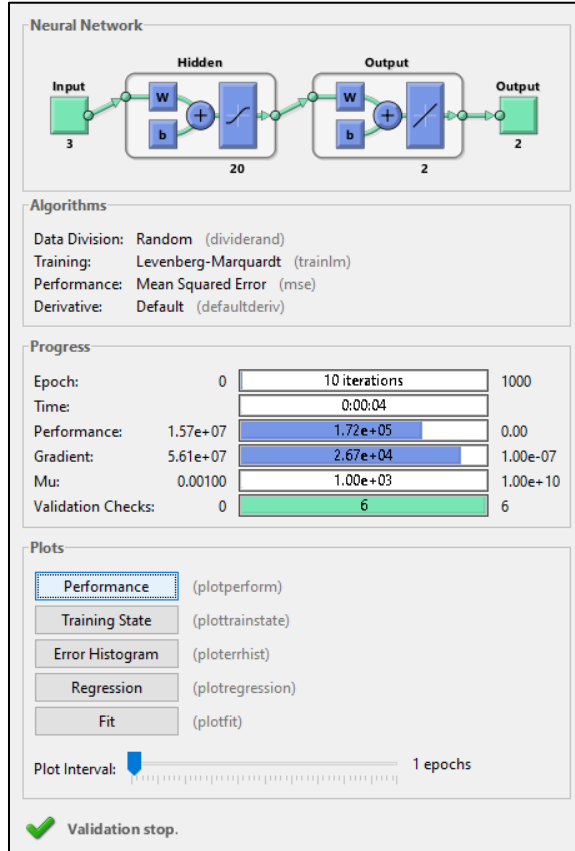 Neural Network
Hidden
Output
Input
W
b
W
b
Output
3
20
2
2
Algorithms
Data Division: Random (dividerand)
Training: Levenberg-Marquardt (trainlm)
Performance: Mean Squared Error (mse)
Derivative: Default (defaultderiv)
Progress
Epoch: 0 10 iterations 1000
Time: 0:00:04
Performance: 1.57e+07 1.72e+05 0.00
Gradient: 5.61e+07 2.67e+04 1.00e-07
Mu: 0.00100 1.00e+03 1.00e+10
Validation Checks: 0 6 6
Plots
Performance (plotperform)
Training State (plottrainstate)
Error Histogram (ploterrhist)
Regression (plotregression)
Fit (plotfit)
Plot Interval: 1 epochs
Validation stop.